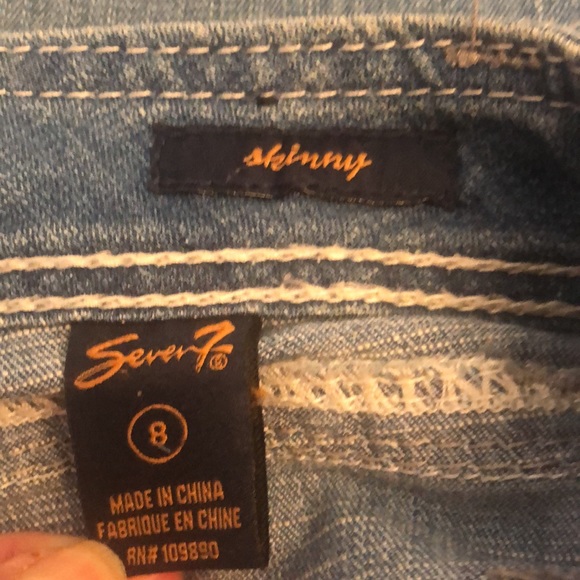 skinny
Seven7
8
MADE IN CHINA
FABRIQUE EN CHINE
RN# 109890